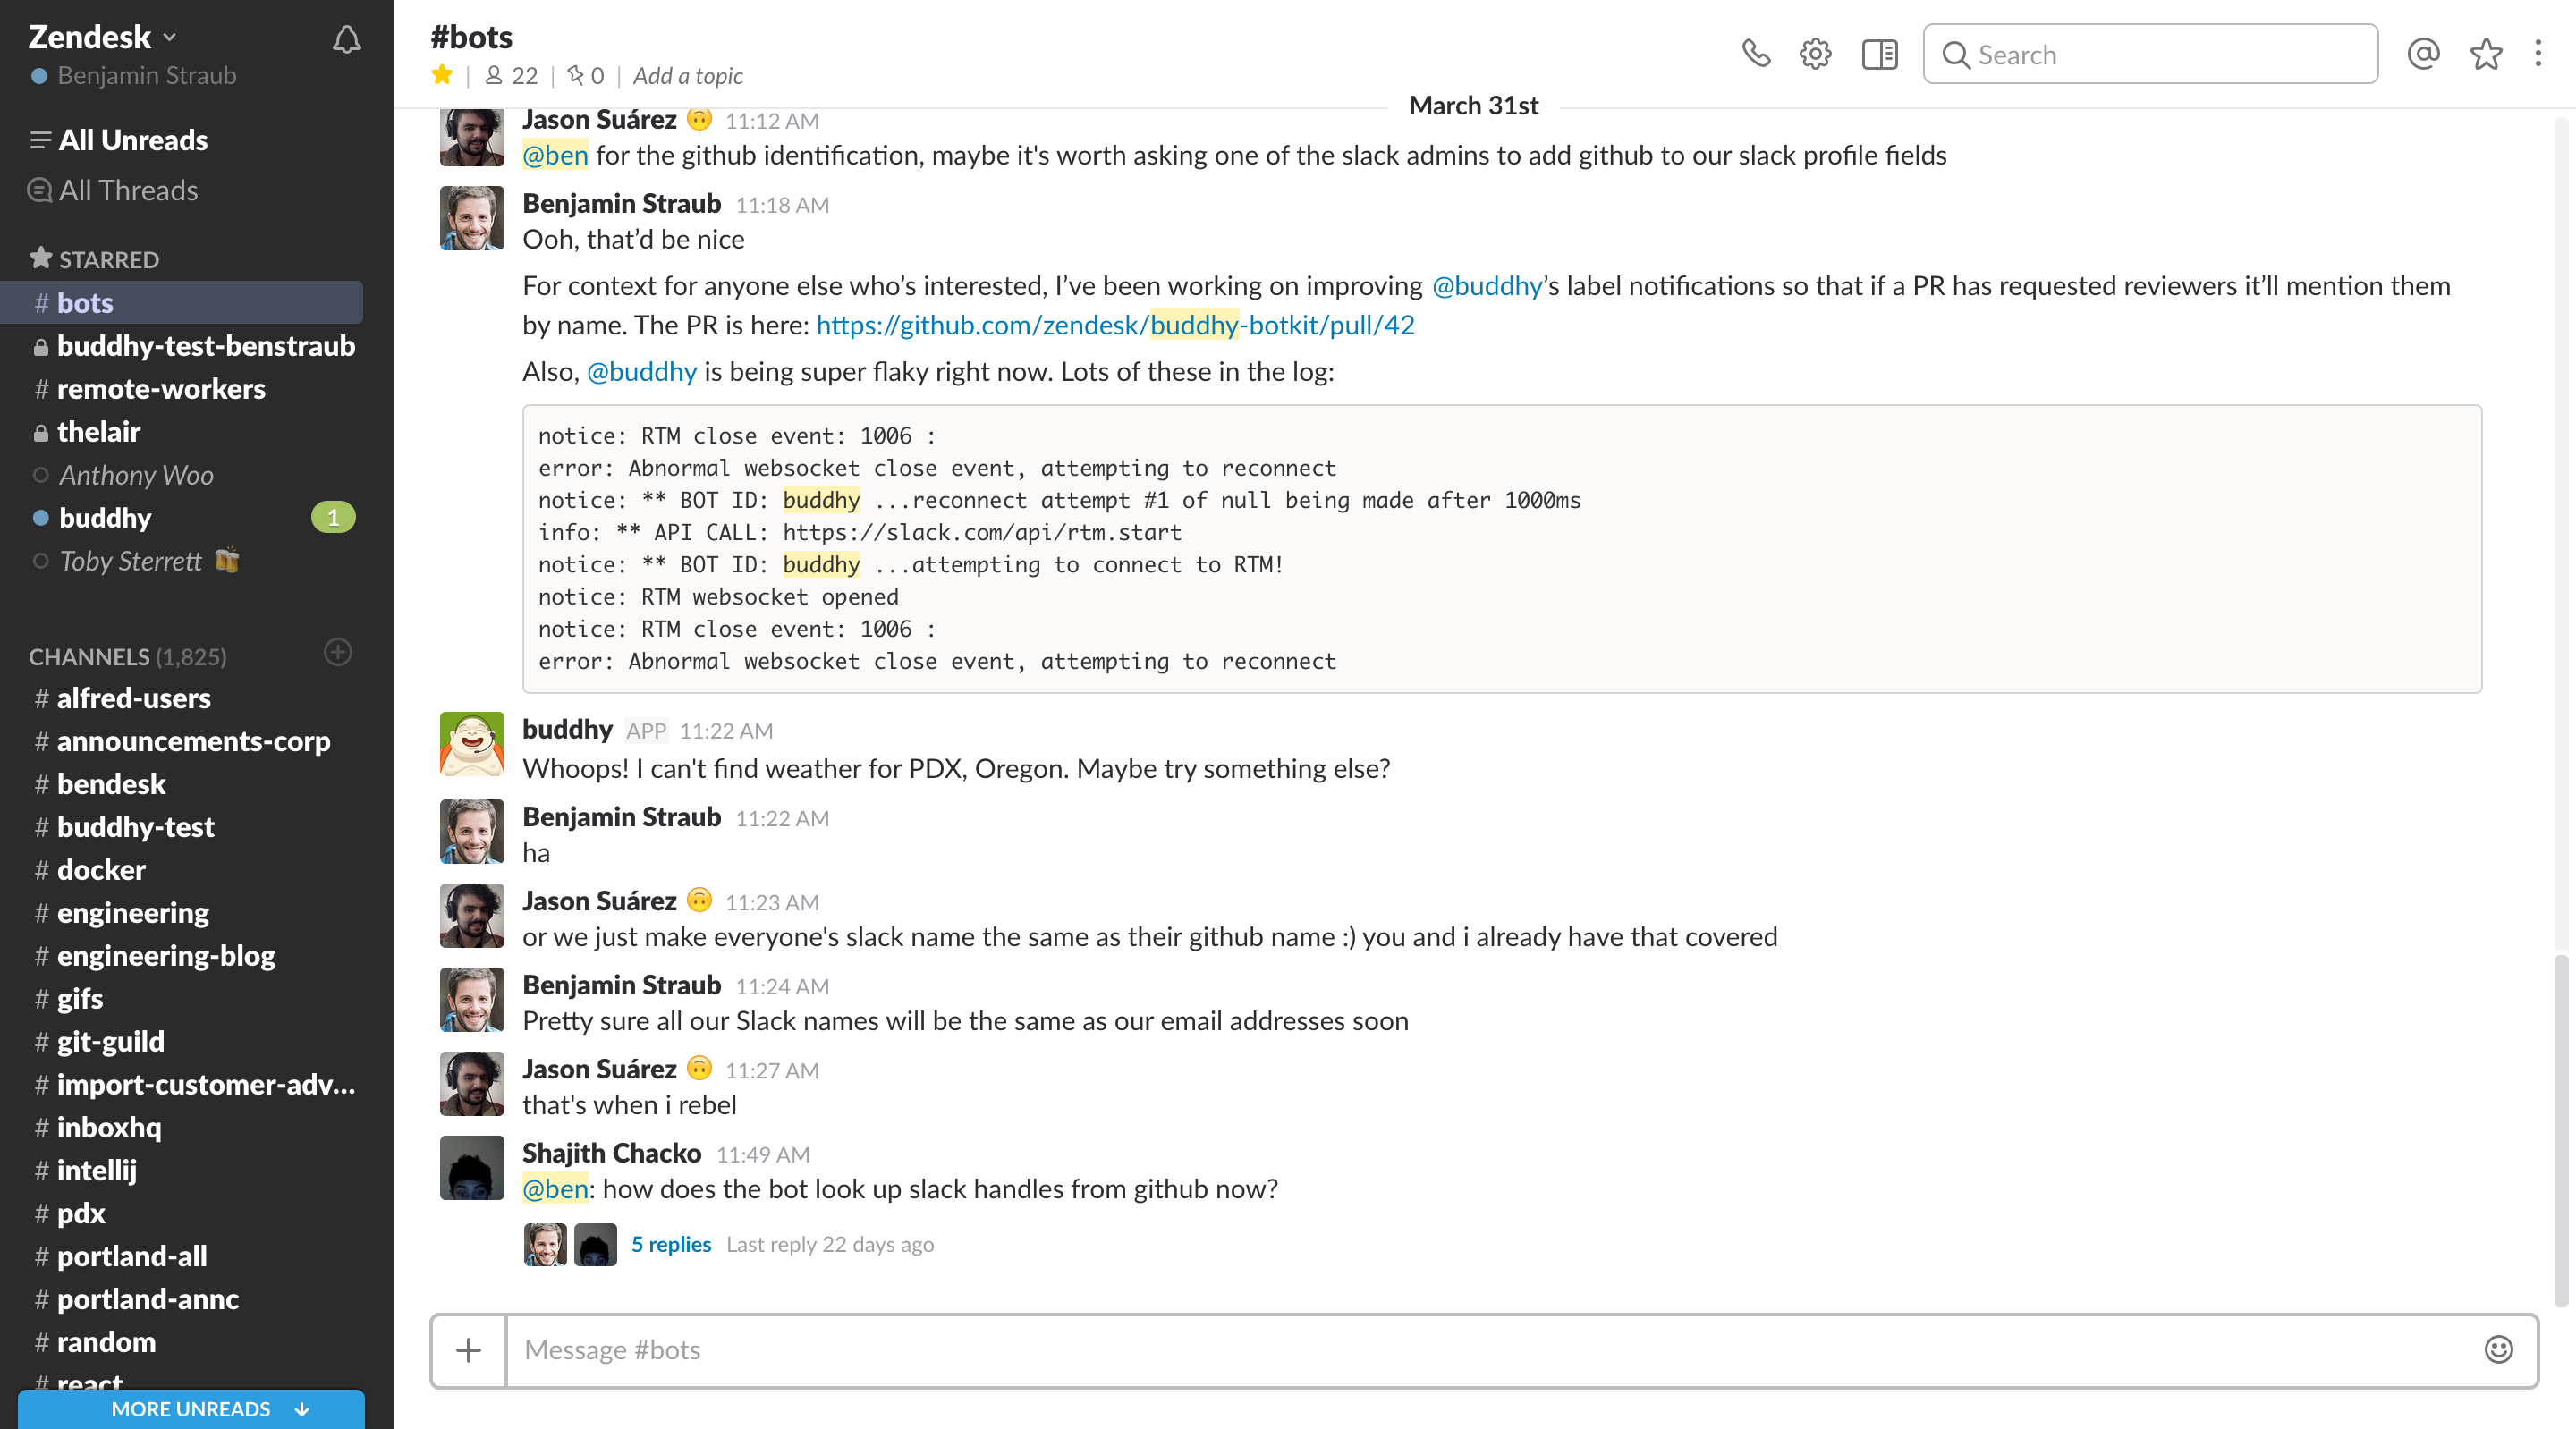 Zendesk
Benjamin Straub
All Unreads
All Threads
STARRED
# bots
buddhy-test-benstraub
# remote-workers
thelair
Anthony Woo
buddhy 1
Toby Sterrett
CHANNELS (1,825)
# alfred-users
# announcements-corp
# bendesk
# buddhy-test
# docker
# engineering
# engineering-blog
# gifs
# git-guild
# import-customer-adv...
# inboxhq
# intellij
# pdx
# portland-all
# portland-annc
# random
# react
MORE UNREADS ↓
#bots
22 | 0 | Add a topic
Search
March 31st
Jason Suárez 🙃 11:12 AM
@ben for the github identification, maybe it's worth asking one of the slack admins to add github to our slack profile fields
Benjamin Straub 11:18 AM
Ooh, that’d be nice
For context for anyone else who’s interested, I’ve been working on improving @buddhy’s label notifications so that if a PR has requested reviewers it’ll mention them
by name. The PR is here: https://github.com/zendesk/buddhy-botkit/pull/42
Also, @buddhy is being super flaky right now. Lots of these in the log:
notice: RTM close event: 1006 :
error: Abnormal websocket close event, attempting to reconnect
notice: ** BOT ID: buddhy ...reconnect attempt #1 of null being made after 1000ms
info: ** API CALL: https://slack.com/api/rtm.start
notice: ** BOT ID: buddhy ...attempting to connect to RTM!
notice: RTM websocket opened
notice: RTM close event: 1006 :
error: Abnormal websocket close event, attempting to reconnect
buddhy APP 11:22 AM
Whoops! I can't find weather for PDX, Oregon. Maybe try something else?
Benjamin Straub 11:22 AM
ha
Jason Suárez 🙃 11:23 AM
or we just make everyone's slack name the same as their github name :) you and i already have that covered
Benjamin Straub 11:24 AM
Pretty sure all our Slack names will be the same as our email addresses soon
Jason Suárez 🙃 11:27 AM
that's when i rebel
Shajith Chacko 11:49 AM
@ben: how does the bot look up slack handles from github now?
5 replies Last reply 22 days ago
+ Message #bots